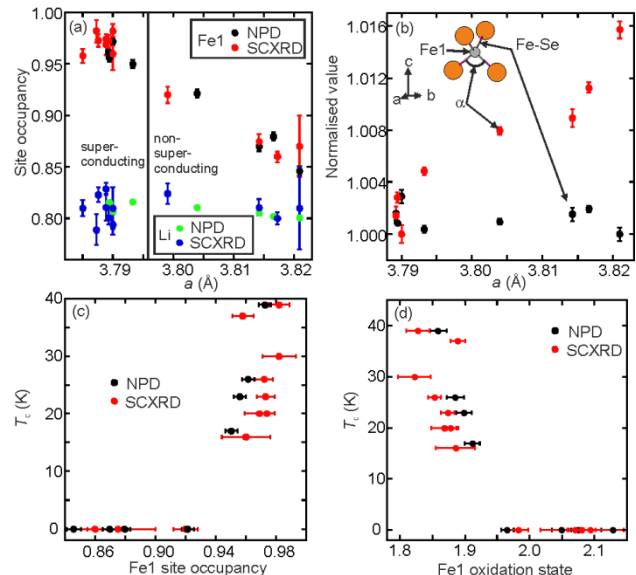 (a)
Fe1
NPD
SCXRD
super-
conducting
non-
super-
conducting
Li
NPD
SCXRD
Site occupancy
1.00
0.95
0.90
0.85
0.80
3.79 3.80 3.81 3.82
a (Å)
(b)
Fe1
Fe-Se
c
a
b
α
Normalised value
1.016
1.012
1.008
1.004
1.000
3.79 3.80 3.81 3.82
a (Å)
(c)
NPD
SCXRD
Tc (K)
40
30
20
10
0
0.86 0.90 0.94 0.98
Fe1 site occupancy
(d)
NPD
SCXRD
Tc (K)
40
30
20
10
0
1.8 1.9 2.0 2.1
Fe1 oxidation state